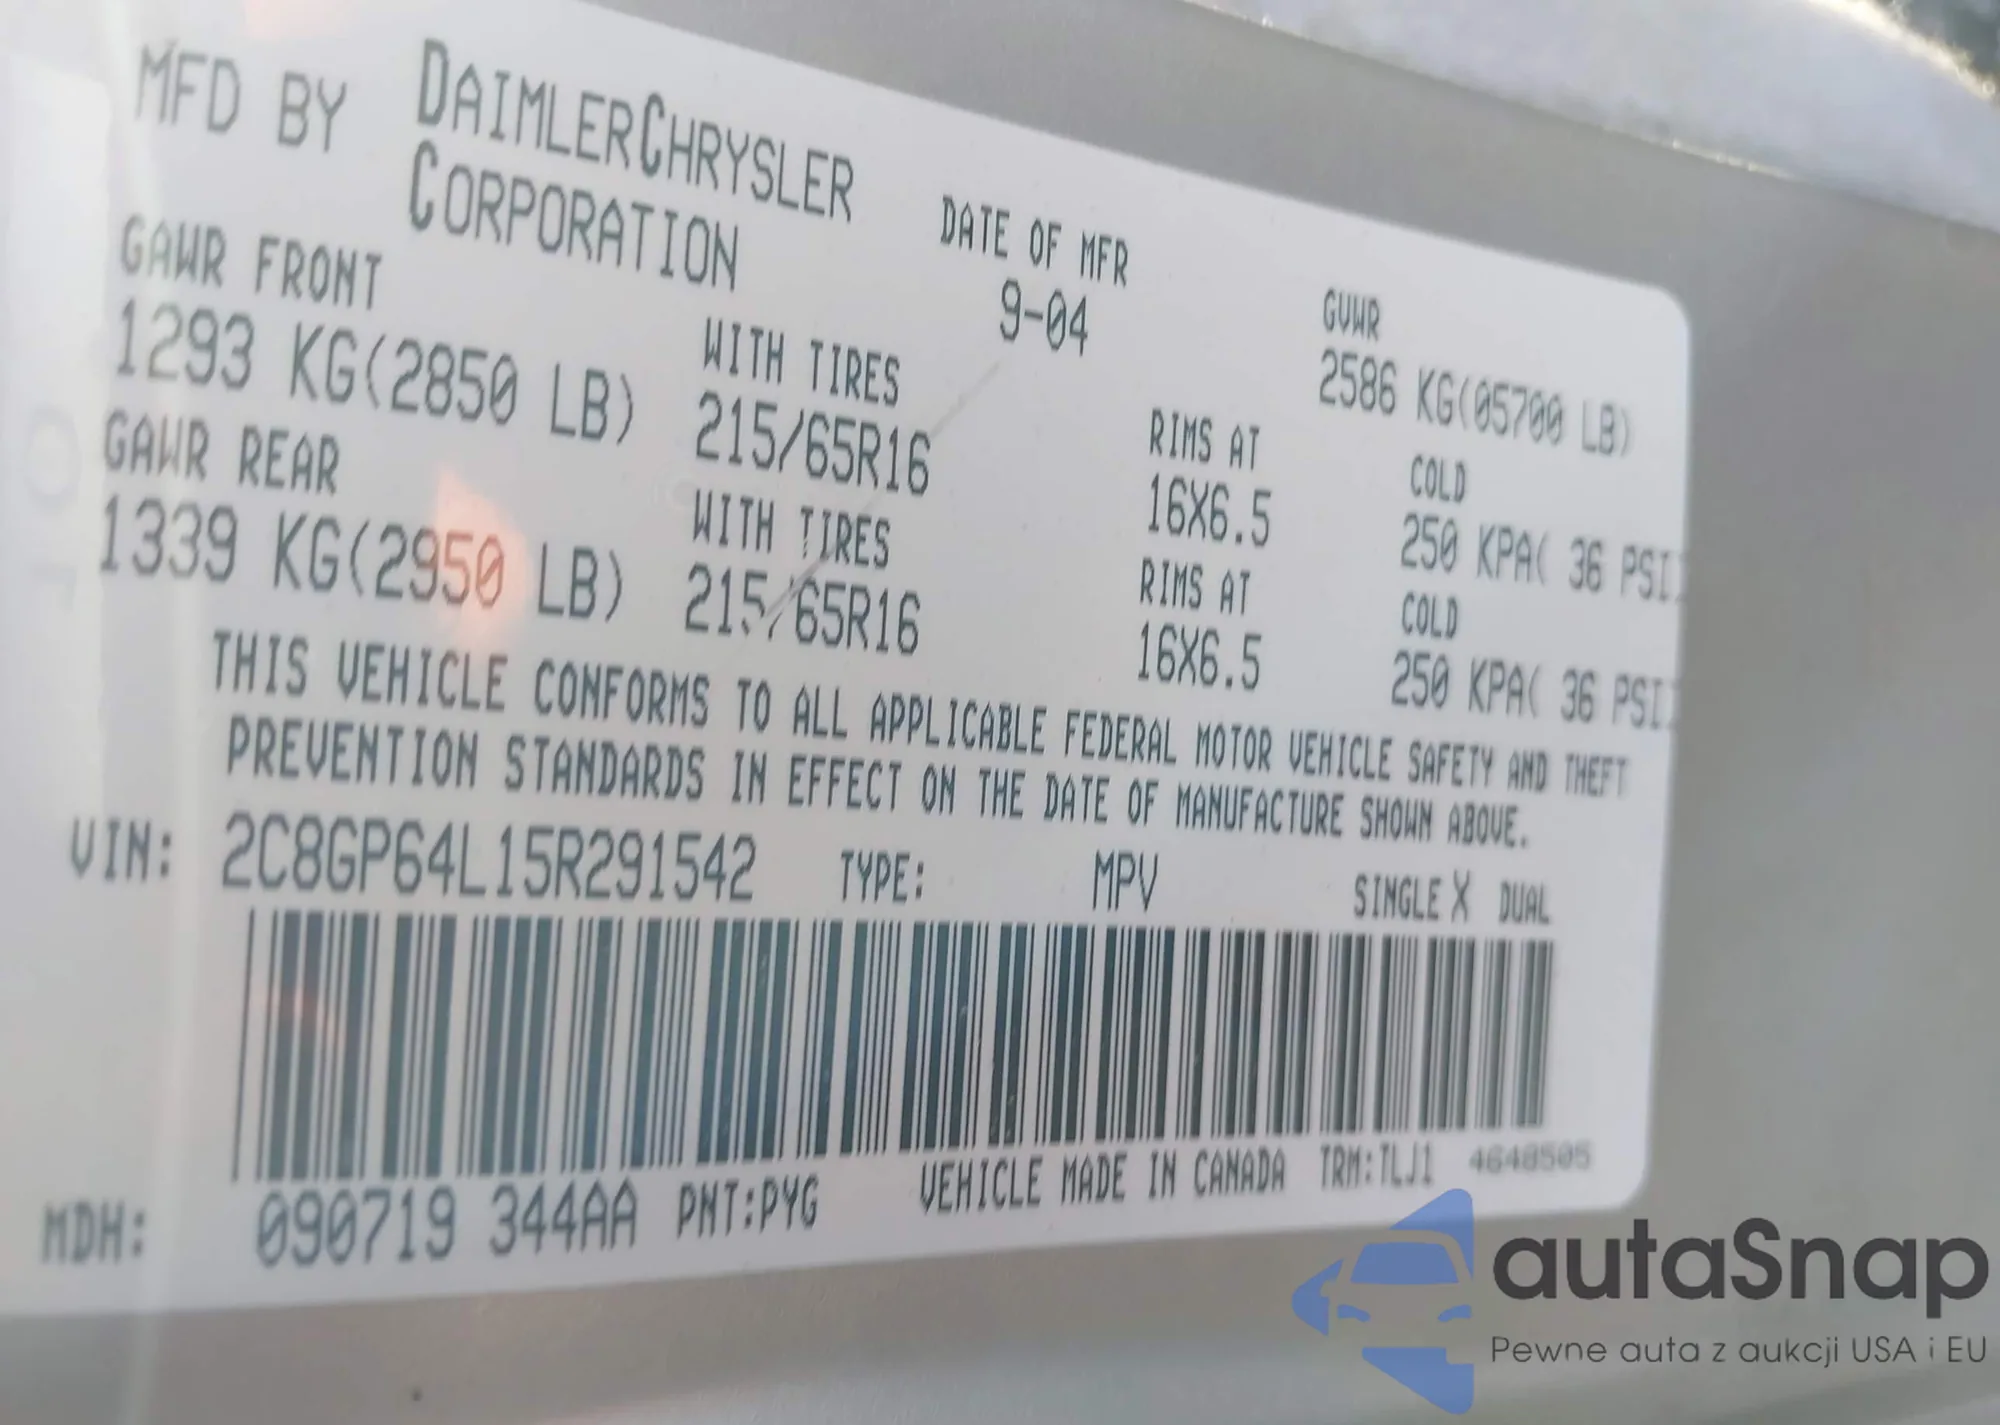 MFD BY DAIMLERCHRYSLER
CORPORATION
DATE OF MFR
9-04
GVWR
2586 KG(05700 LB)
GAWR FRONT
1293 KG(2850 LB)
WITH TIRES
215/65R16
RIMS AT
16X6.5
COLD
250 KPA( 36 PSI)
GAWR REAR
1339 KG(2950 LB)
WITH TIRES
215/65R16
RIMS AT
16X6.5
COLD
250 KPA( 36 PSI)
THIS VEHICLE CONFORMS TO ALL APPLICABLE FEDERAL MOTOR VEHICLE SAFETY AND THEFT
PREVENTION STANDARDS IN EFFECT ON THE DATE OF MANUFACTURE SHOWN ABOVE.
VIN: 2C8GP64L15R291542 TYPE: MPV SINGLE X DUAL
MDH: 090719 344AA PNT:PYG VEHICLE MADE IN CANADA TRM:TLJ1 4648505
autaSnap
Pewne auta z aukcji USA i EU